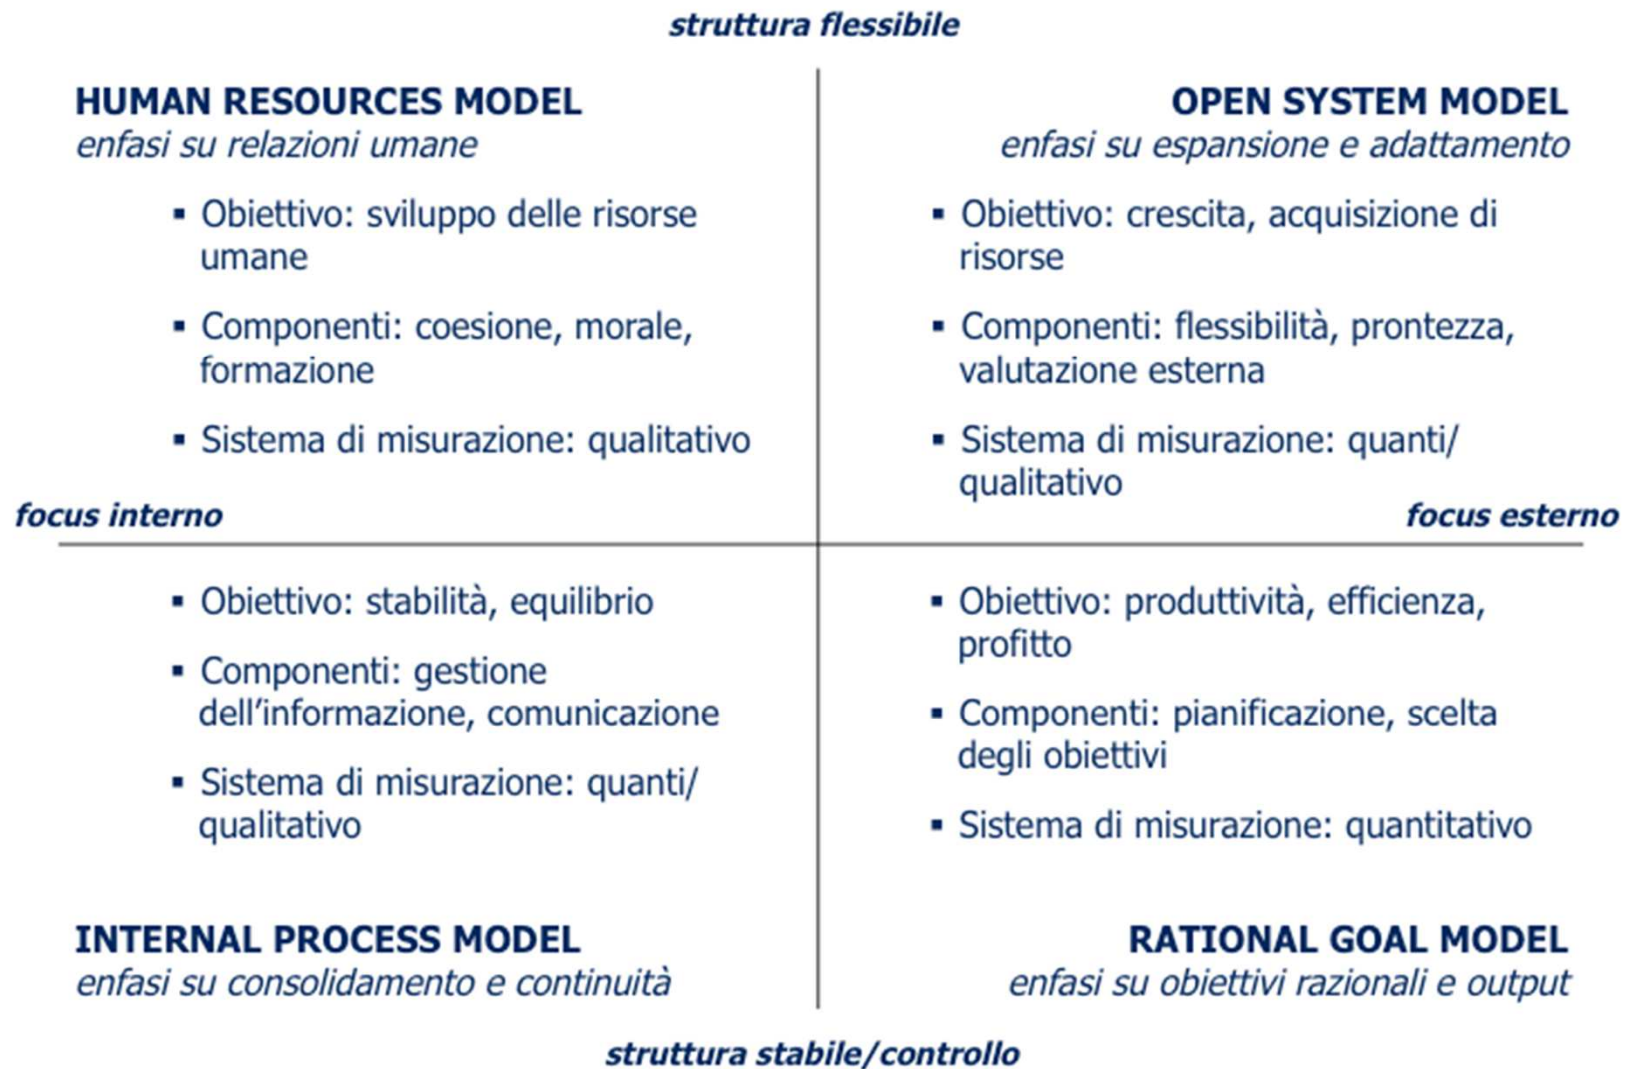 struttura flessibile
HUMAN RESOURCES MODEL
enfasi su relazioni umane
▪ Obiettivo: sviluppo delle risorse
umane
▪ Componenti: coesione, morale,
formazione
▪ Sistema di misurazione: qualitativo
OPEN SYSTEM MODEL
enfasi su espansione e adattamento
▪ Obiettivo: crescita, acquisizione di
risorse
▪ Componenti: flessibilità, prontezza,
valutazione esterna
▪ Sistema di misurazione: quanti/
qualitativo
focus interno
focus esterno
▪ Obiettivo: stabilità, equilibrio
▪ Componenti: gestione
dell’informazione, comunicazione
▪ Sistema di misurazione: quanti/
qualitativo
INTERNAL PROCESS MODEL
enfasi su consolidamento e continuità
▪ Obiettivo: produttività, efficienza,
profitto
▪ Componenti: pianificazione, scelta
degli obiettivi
▪ Sistema di misurazione: quantitativo
RATIONAL GOAL MODEL
enfasi su obiettivi razionali e output
struttura stabile/controllo